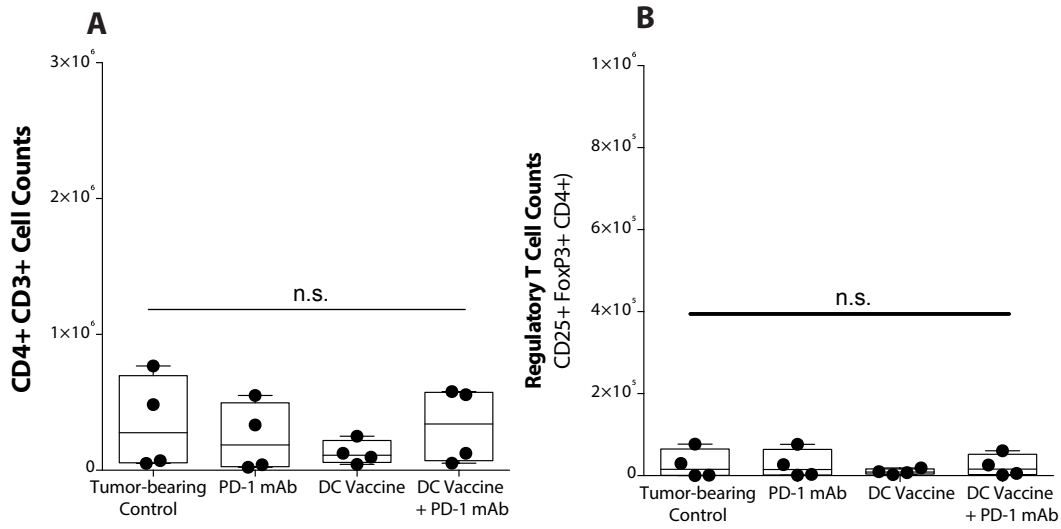 A
CD4+ CD3+ Cell Counts
3×10⁶
2×10⁶
1×10⁶
0
n.s.
Tumor-bearing
Control
PD-1 mAb
DC Vaccine
DC Vaccine
+ PD-1 mAb
B
Regulatory T Cell Counts
CD25+ FoxP3+ CD4+)
1×10⁶
8×10⁵
6×10⁵
4×10⁵
2×10⁵
0
n.s.
Tumor-bearing
Control
PD-1 mAb
DC Vaccine
DC Vaccine
+ PD-1 mAb